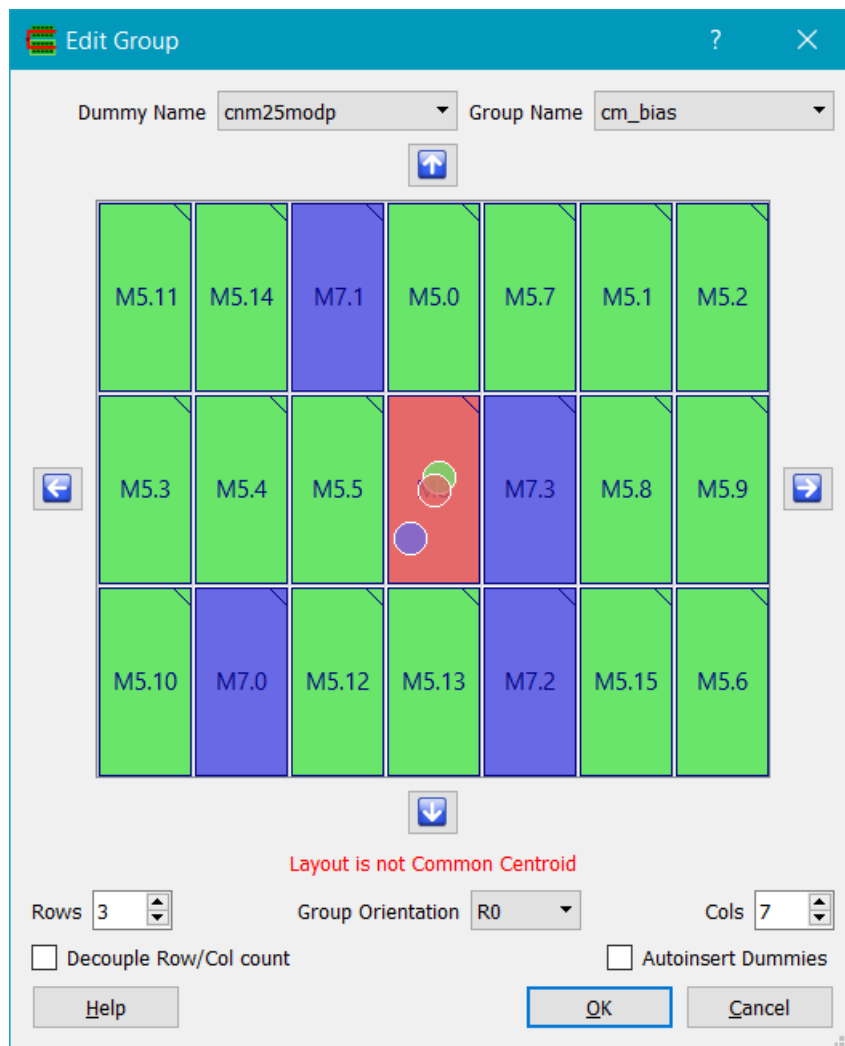 Edit Group ?
Dummy Name cnm25modp Group Name cm_bias
M5.11 M5.14 M7.1 M5.0 M5.7 M5.1 M5.2
M5.3 M5.4 M5.5 M7.3 M5.8 M5.9
M5.10 M7.0 M5.12 M5.13 M7.2 M5.15 M5.6
Layout is not Common Centroid
Rows 3 Group Orientation R0 Cols 7
Decouple Row/Col count Autoinsert Dummies
Help OK Cancel